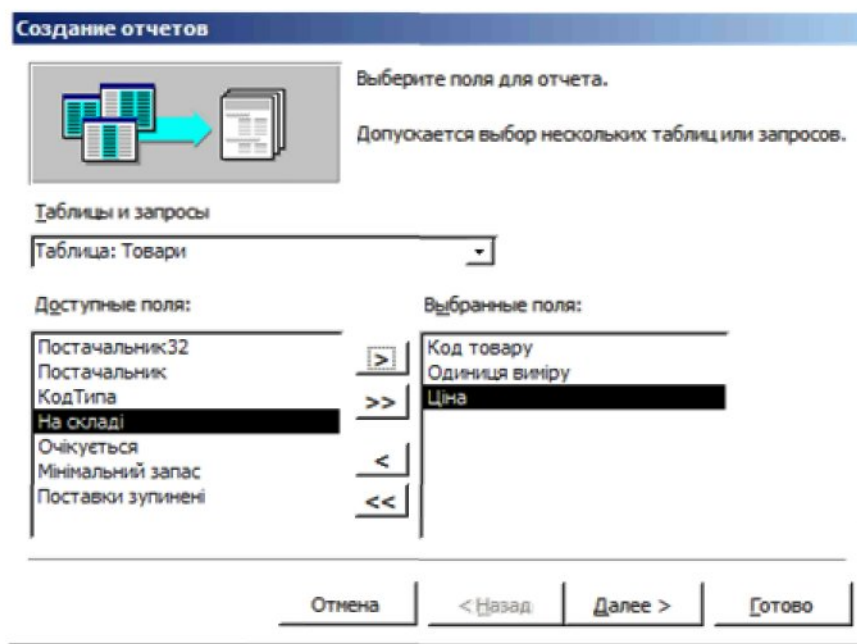 Создание отчетов
Выберите поля для отчета.
Допускается выбор нескольких таблиц или запросов.
Таблицы и запросы
Таблица: Товари
Доступные поля:
Выбранные поля:
Постачальник32
Постачальник
КодТипа
На складі
Очікується
Мінімальний запас
Поставки зупинені
>
>>
<
<<
Код товару
Одиниця виміру
Ціна
Отмена
< Назад
Далее >
Готово